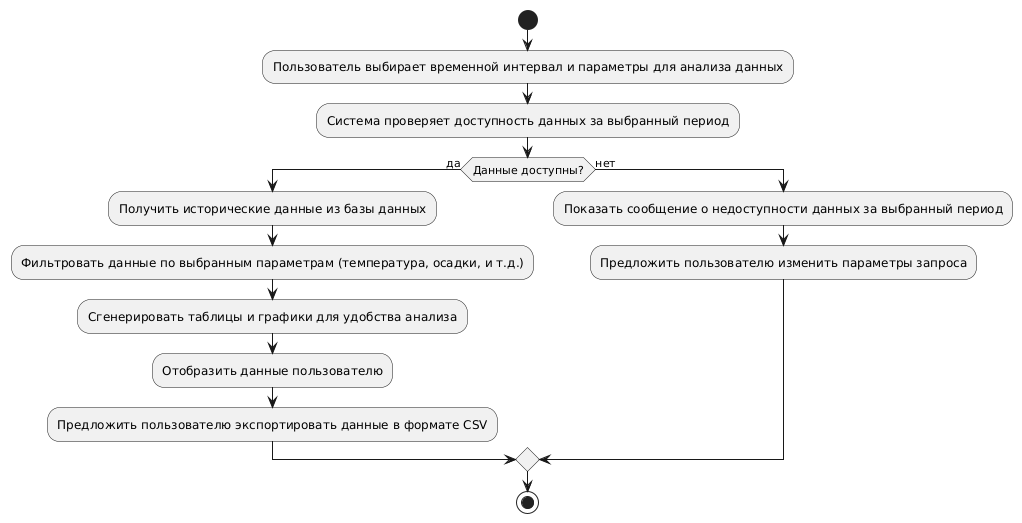 Пользователь выбирает временной интервал и параметры для анализа данных
Система проверяет доступность данных за выбранный период
да
Данные доступны?
нет
Получить исторические данные из базы данных
Фильтровать данные по выбранным параметрам (температура, осадки, и т.д.)
Сгенерировать таблицы и графики для удобства анализа
Отобразить данные пользователю
Предложить пользователю экспортировать данные в формате CSV
Показать сообщение о недоступности данных за выбранный период
Предложить пользователю изменить параметры запроса